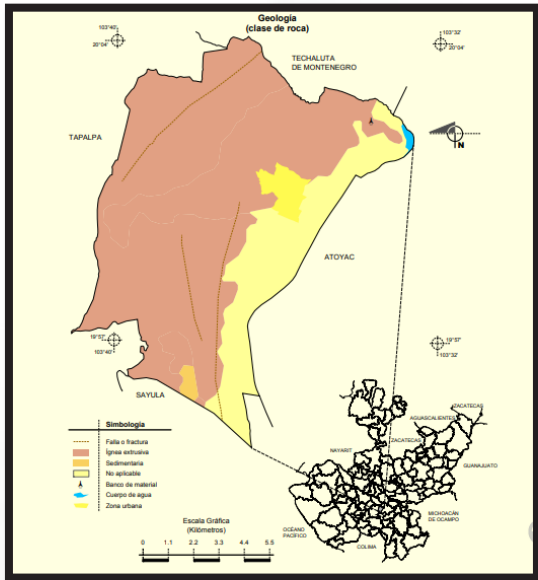 Geología
(clase de roca)
103°40'
20°04'
103°32'
20°04'
TECHALUTA
DE MONTENEGRO
TAPALPA
N
ATOYAC
19°57'
103°40'
19°57'
103°32'
SAYULA
Simbología
Falla o fractura
Ígnea extrusiva
Sedimentaria
No aplicable
Banco de material
Cuerpo de agua
Zona urbana
Escala Gráfica
(Kilómetros)
0 1.1 2.2 3.3 4.4 5.5
ZACATECAS
AGUASCALIENTES
ZACATECAS
NAYARIT
GUANAJUATO
MICHOACÁN
DE OCAMPO
OCÉANO
PACÍFICO
COLIMA